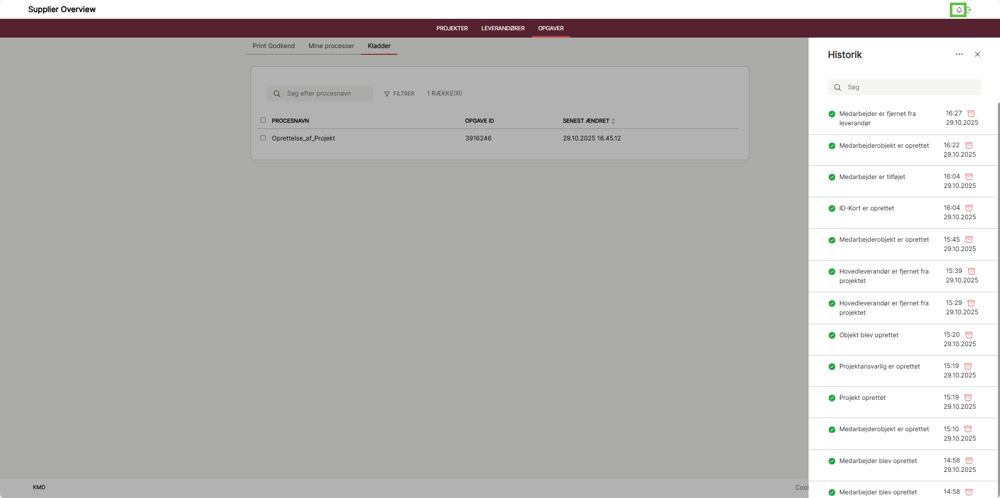 Supplier Overview
PROJEKTER LEVERANDØRER OPGAVER
Print Godkend Mine processer Kladder
Søg efter procesnavn FILTRER 1 RÆKKE(R)
PROCESNAVN OPGAVE ID SENEST ÆNDRET
Oprettelse_af_Projekt 3916246 29.10.2025 16.45.12
Historik
Søg
Medarbejder er fjernet fra 16:27
leverandør 29.10.2025
Medarbejderobjekt er oprettet 16:22
29.10.2025
Medarbejder er tilføjet 16:04
29.10.2025
ID-Kort er oprettet 16:04
29.10.2025
Medarbejderobjekt er oprettet 15:45
29.10.2025
Hovedleverandør er fjernet fra 15:39
projektet 29.10.2025
Hovedleverandør er fjernet fra 15:29
projektet 29.10.2025
Objekt blev oprettet 15:20
29.10.2025
Projektansvarlig er oprettet 15:19
29.10.2025
Projekt oprettet 15:19
29.10.2025
Medarbejderobjekt er oprettet 15:10
29.10.2025
Medarbejder blev oprettet 14:58
29.10.2025
Medarbejder blev oprettet 14:58
KMD Cook